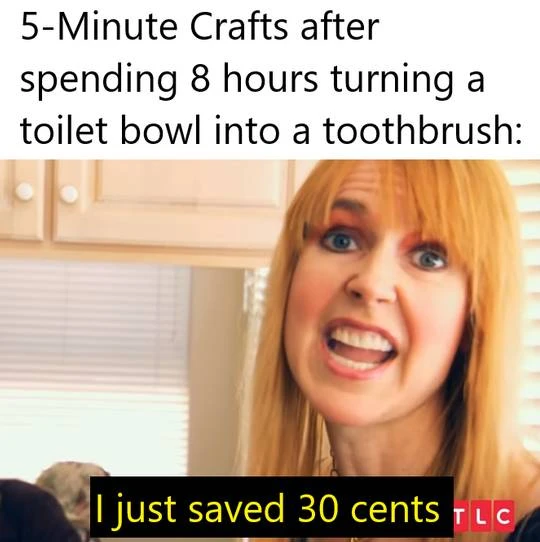 5-Minute Crafts after
spending 8 hours turning a
toilet bowl into a toothbrush:
I just saved 30 cents
TLC